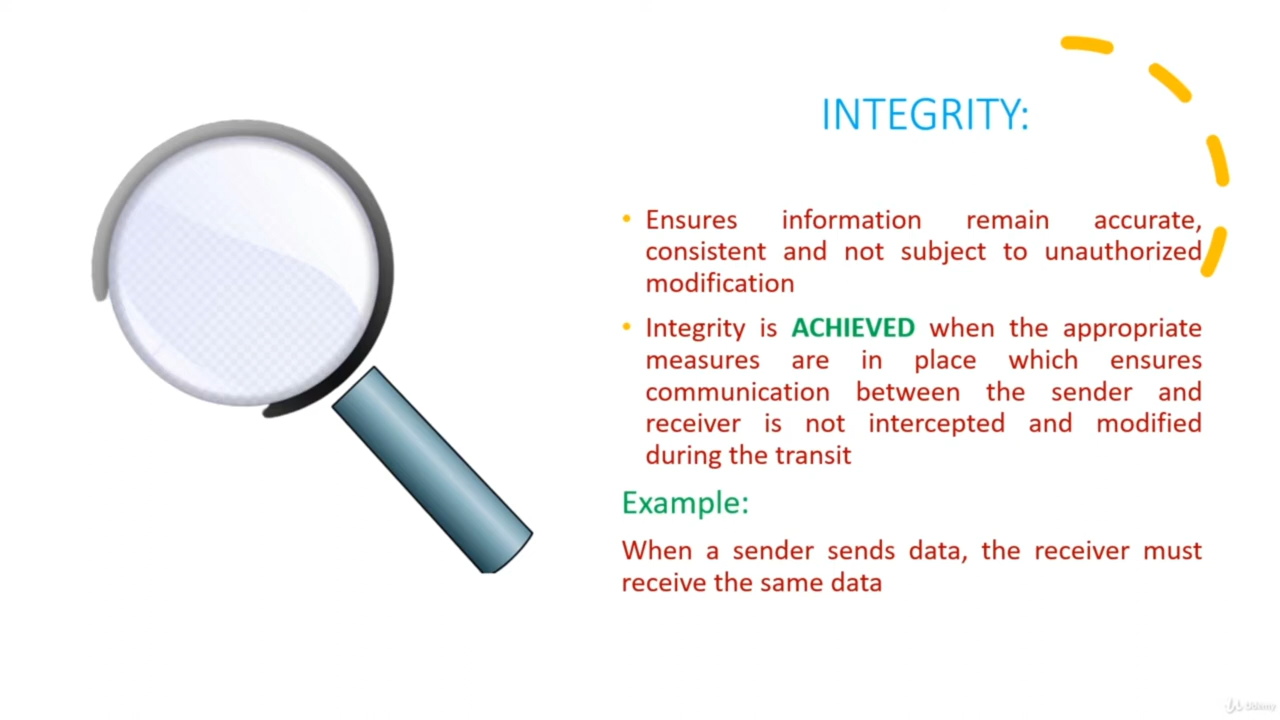 INTEGRITY:
• Ensures information remain accurate,
consistent and not subject to unauthorized
modification
• Integrity is ACHIEVED when the appropriate
measures are in place which ensures
communication between the sender and
receiver is not intercepted and modified
during the transit
Example:
When a sender sends data, the receiver must
receive the same data
Udemy